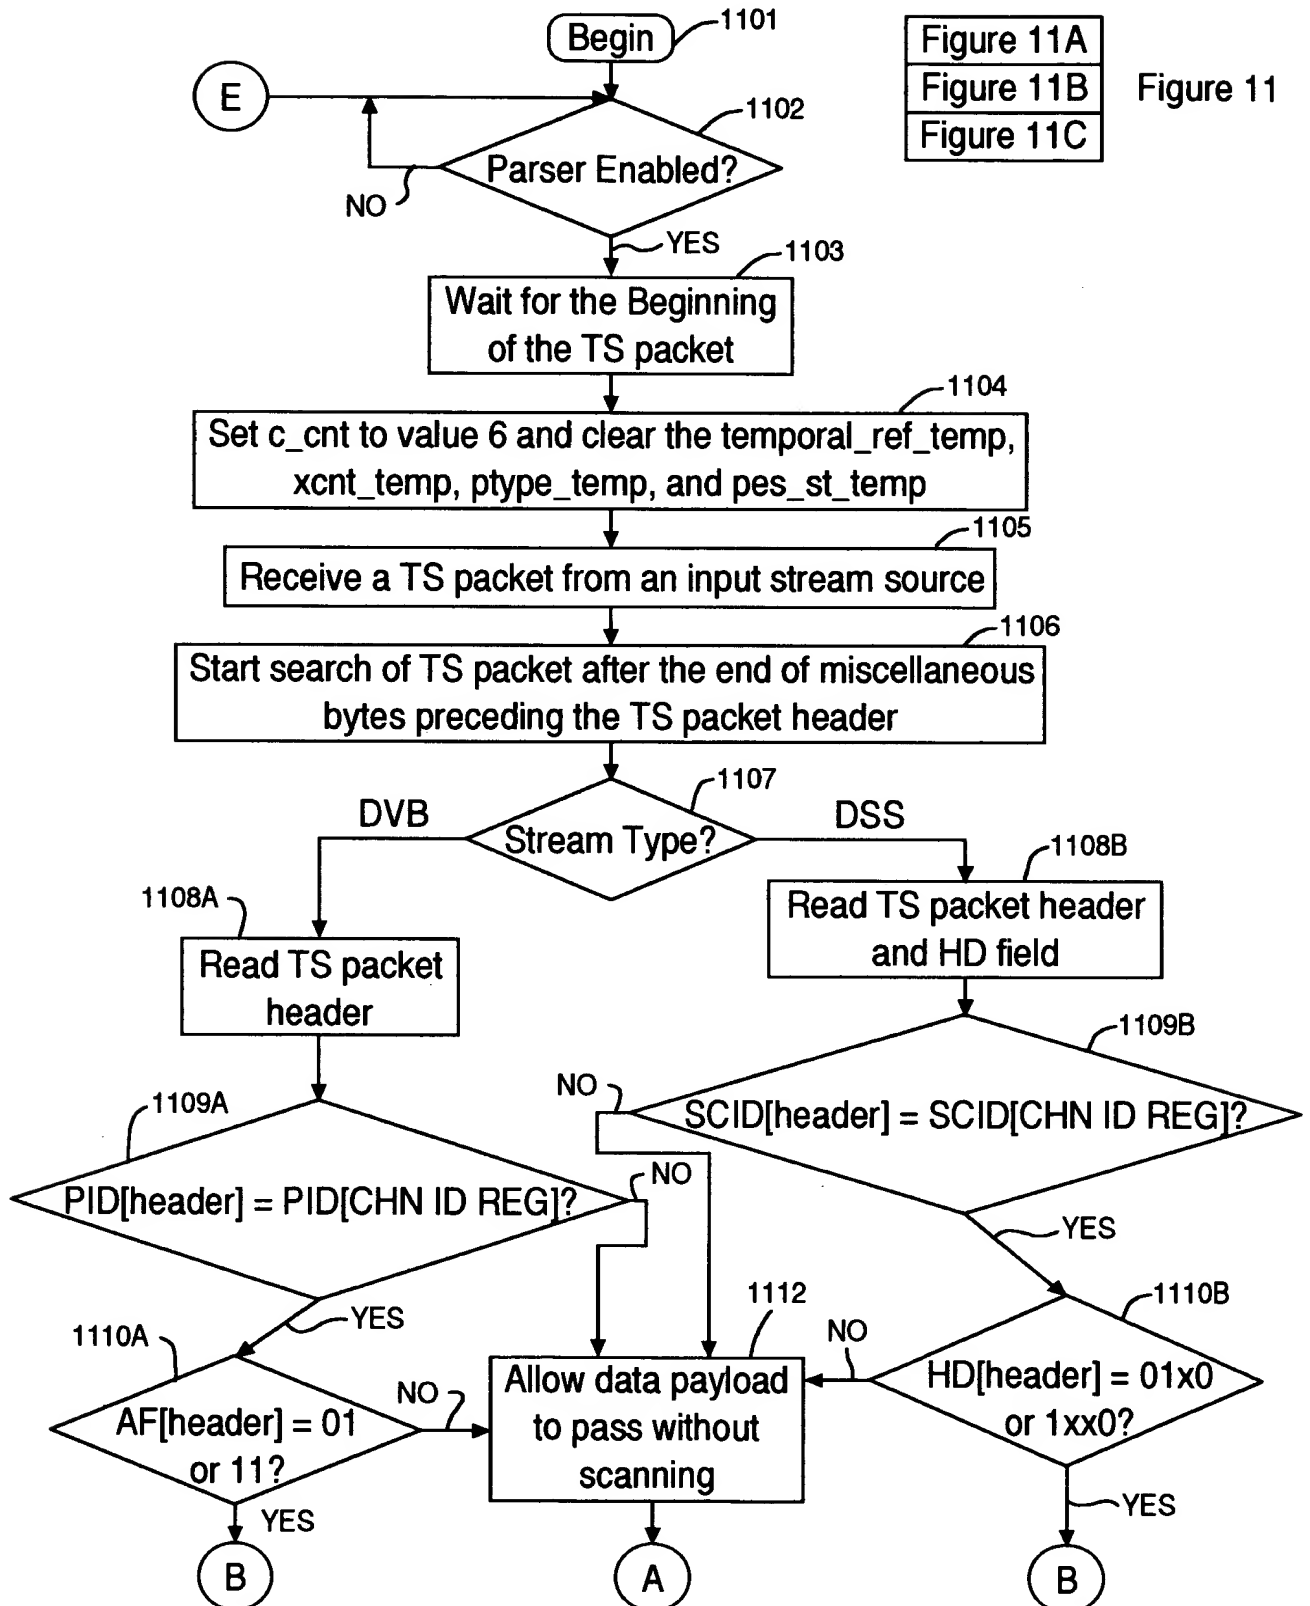 Begin
1101
Figure 11A
Figure 11B
Figure 11C
Figure 11
E
1102
Parser Enabled?
NO
YES
1103
Wait for the Beginning
of the TS packet
1104
Set c_cnt to value 6 and clear the temporal_ref_temp,
xcnt_temp, ptype_temp, and pes_st_temp
1105
Receive a TS packet from an input stream source
1106
Start search of TS packet after the end of miscellaneous
bytes preceding the TS packet header
1107
DVB
Stream Type?
DSS
1108A
Read TS packet
header
1108B
Read TS packet header
and HD field
1109A
PID[header] = PID[CHN ID REG]?
NO
YES
1109B
NO
SCID[header] = SCID[CHN ID REG]?
YES
1110A
AF[header] = 01
or 11?
NO
YES
1112
Allow data payload
to pass without
scanning
1110B
NO
HD[header] = 01x0
or 1xx0?
YES
B
A
B